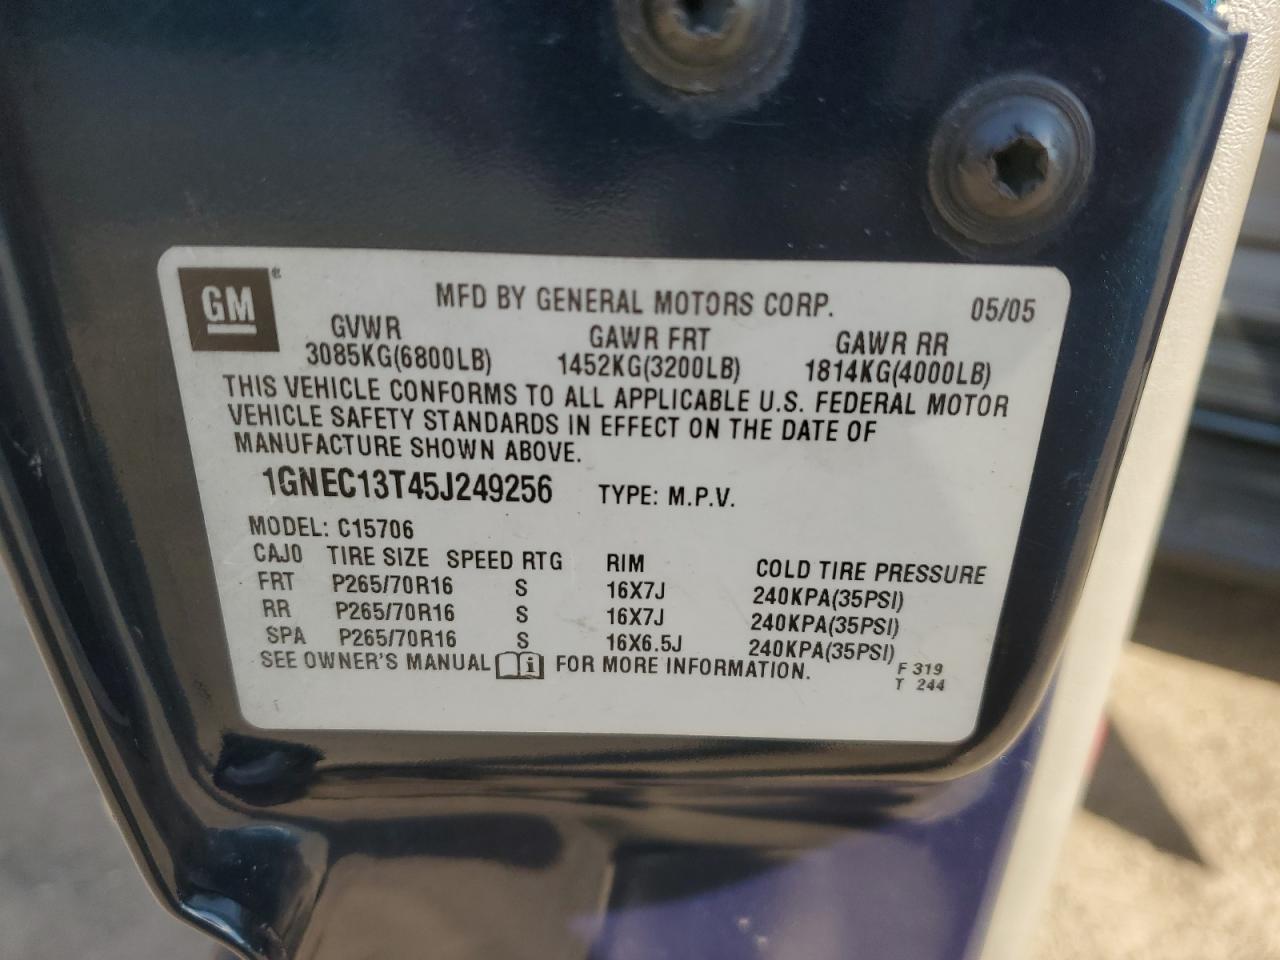 GM
MFD BY GENERAL MOTORS CORP. 05/05
GVWR GAWR FRT GAWR RR
3085KG(6800LB) 1452KG(3200LB) 1814KG(4000LB)
THIS VEHICLE CONFORMS TO ALL APPLICABLE U.S. FEDERAL MOTOR
VEHICLE SAFETY STANDARDS IN EFFECT ON THE DATE OF
MANUFACTURE SHOWN ABOVE.
1GNEC13T45J249256 TYPE: M.P.V.
MODEL: C15706
CAJ0 TIRE SIZE SPEED RTG RIM COLD TIRE PRESSURE
FRT P265/70R16 S 16X7J 240KPA(35PSI)
RR P265/70R16 S 16X7J 240KPA(35PSI)
SPA P265/70R16 S 16X6.5J 240KPA(35PSI)
SEE OWNER'S MANUAL i FOR MORE INFORMATION.
F 319
T 244